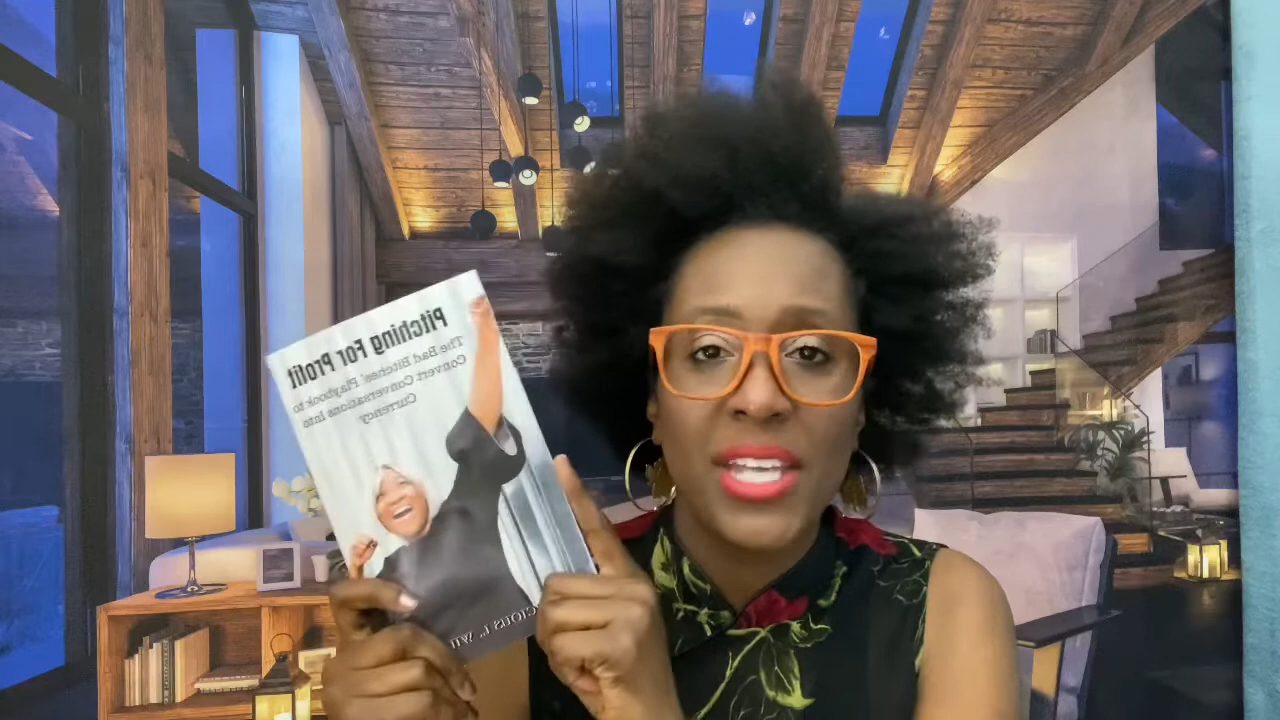 Pitching For Profit
The Bad Bitches' Playbook to
Convert Conversations Into
Currency